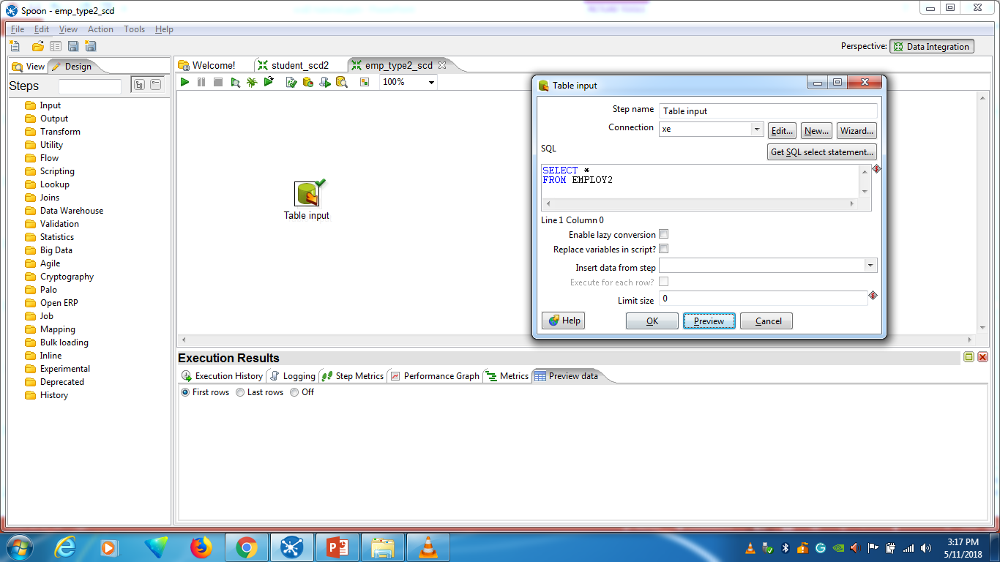 Spoon - emp_type2_scd
File Edit View Action Tools Help
Perspective: Data Integration
View Design
Steps
Input
Output
Transform
Utility
Flow
Scripting
Lookup
Joins
Data Warehouse
Validation
Statistics
Big Data
Agile
Cryptography
Palo
Open ERP
Job
Mapping
Bulk loading
Inline
Experimental
Deprecated
History
Welcome! student_scd2 emp_type2_scd
100%
Table input
Table input
Step name Table input
Connection xe Edit... New... Wizard...
SQL Get SQL select statement...
SELECT *
FROM EMPLOY2
Line 1 Column 0
Enable lazy conversion
Replace variables in script?
Insert data from step
Execute for each row?
Limit size 0
Help OK Preview Cancel
Execution Results
Execution History Logging Step Metrics Performance Graph Metrics Preview data
First rows Last rows Off
3:17 PM
5/11/2018